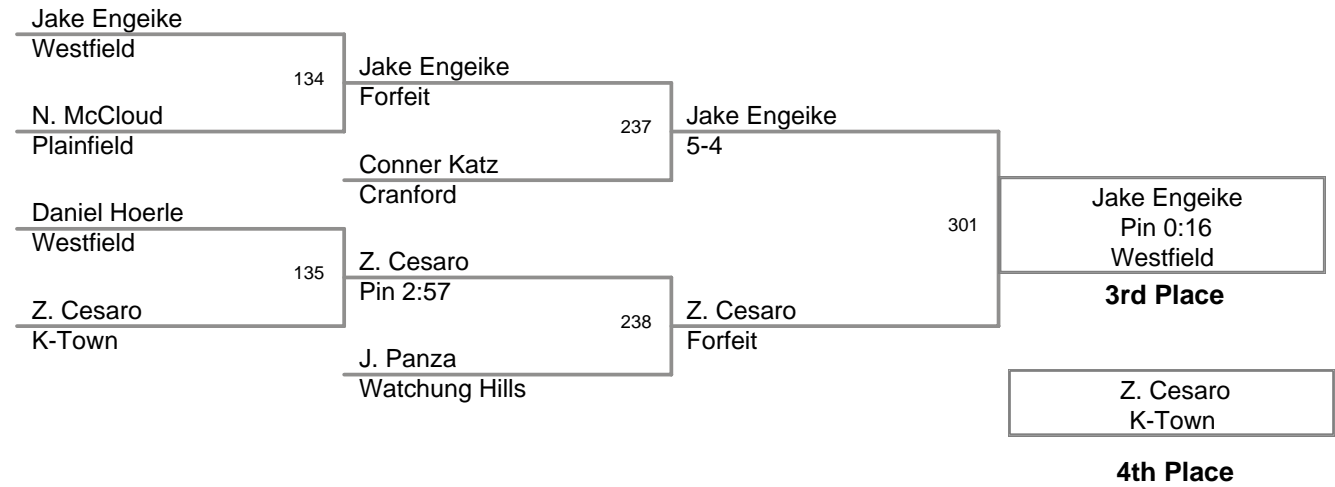 Jake Engeike
Westfield
134
N. McCloud
Plainfield
Daniel Hoerle
Westfield
135
Z. Cesaro
K-Town
Jake Engeike
Forfeit
237
Conner Katz
Cranford
Z. Cesaro
Pin 2:57
238
J. Panza
Watchung Hills
Jake Engeike
5-4
301
Z. Cesaro
Forfeit
Jake Engeike
Pin 0:16
Westfield
3rd Place
Z. Cesaro
K-Town
4th Place